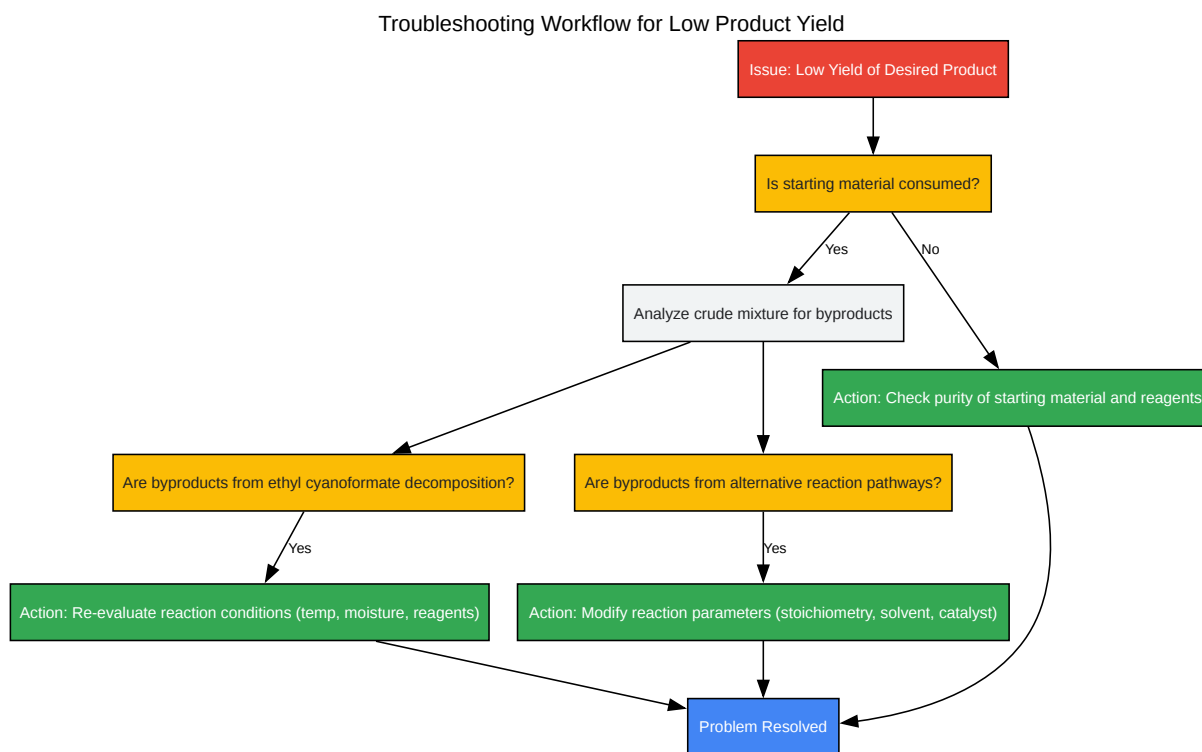 Troubleshooting Workflow for Low Product Yield
Issue: Low Yield of Desired Product
Is starting material consumed?
Yes
No
Analyze crude mixture for byproducts
Action: Check purity of starting material and reagents
Are byproducts from ethyl cyanoformate decomposition?
Are byproducts from alternative reaction pathways?
Yes
Yes
Action: Re-evaluate reaction conditions (temp, moisture, reagents)
Action: Modify reaction parameters (stoichiometry, solvent, catalyst)
Problem Resolved